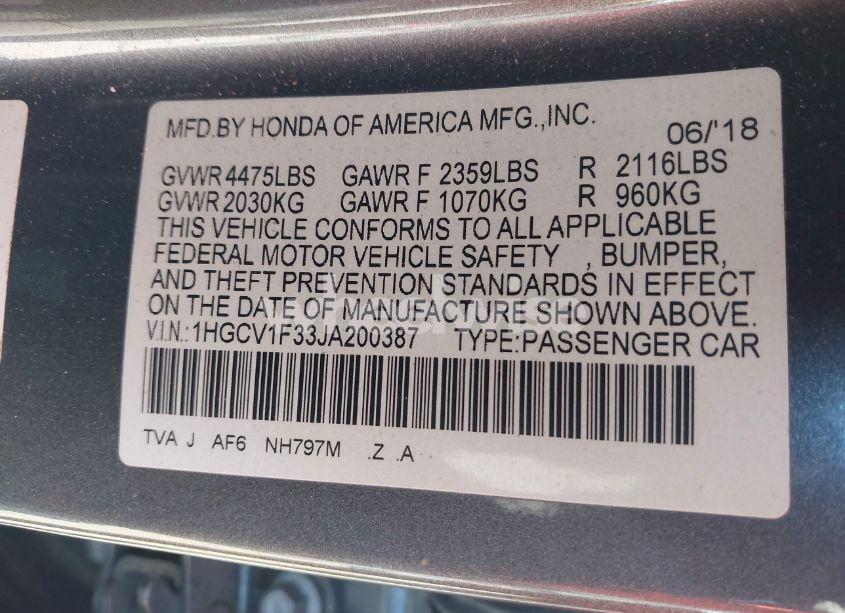 MFD.BY HONDA OF AMERICA MFG.,INC. 06/'18
GVWR 4475LBS GAWR F 2359LBS R 2116LBS
GVWR 2030KG GAWR F 1070KG R 960KG
THIS VEHICLE CONFORMS TO ALL APPLICABLE
FEDERAL MOTOR VEHICLE SAFETY , BUMPER,
AND THEFT PREVENTION STANDARDS IN EFFECT
ON THE DATE OF MANUFACTURE SHOWN ABOVE.
V.I.N.:1HGCV1F33JA200387 TYPE:PASSENGER CAR
TVA J AF6 NH797M .Z .A